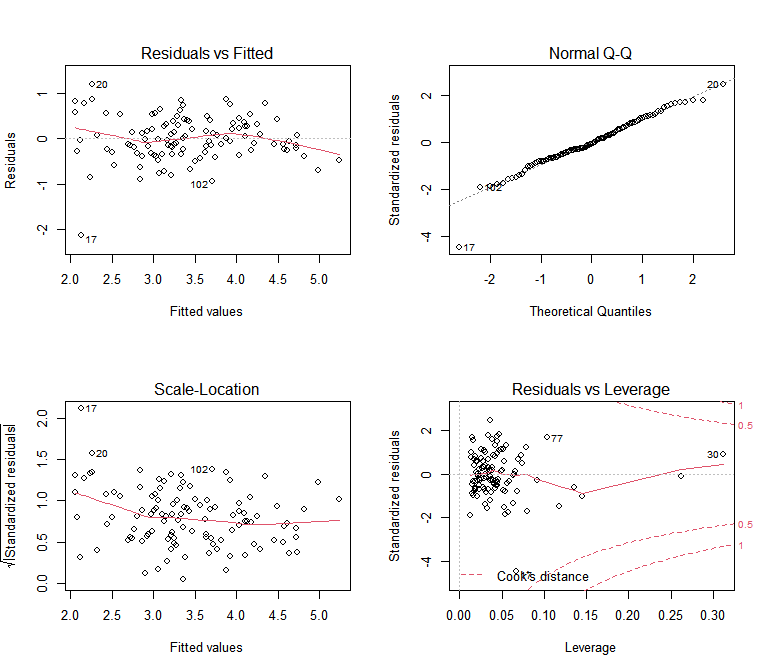 Residuals vs Fitted
Residuals
1
0
-1
-2
20
102
17
2.0 2.5 3.0 3.5 4.0 4.5 5.0
Fitted values
Normal Q-Q
Standardized residuals
2
0
-2
-4
20
102
17
-2 -1 0 1 2
Theoretical Quantiles
Scale-Location
√|Standardized residuals|
2.0
1.5
1.0
0.5
0.0
17
20
102
2.0 2.5 3.0 3.5 4.0 4.5 5.0
Fitted values
Residuals vs Leverage
Standardized residuals
2
0
-2
-4
77
30
1
0.5
0.5
1
Cook's distance
0.00 0.05 0.10 0.15 0.20 0.25 0.30
Leverage